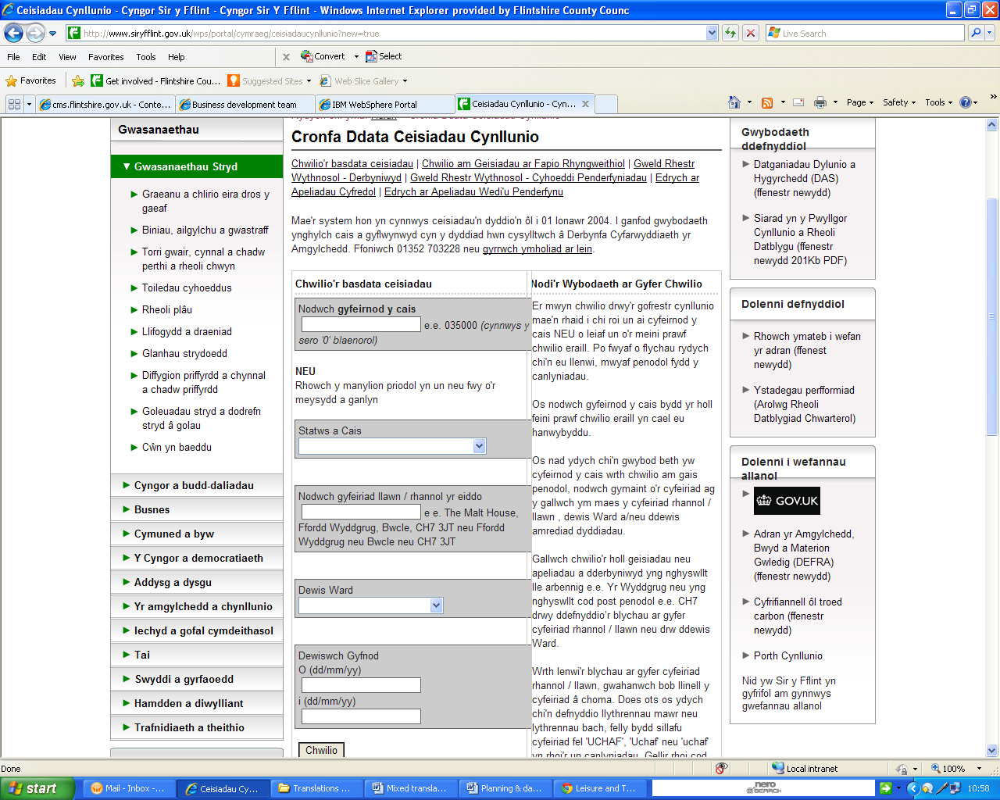 Ceisiadau Cynllunio - Cyngor Sir y Fflint - Cyngor Sir Y Fflint - Windows Internet Explorer provided by Flintshire County Counc
http://www.siryfflint.gov.uk/wps/portal/cymraeg/ceisiadaucynllunio?new=true
Live Search
File Edit View Favorites Tools Help
x Convert Select
Favorites Get involved - Flintshire Cou... Suggested Sites Web Slice Gallery
cms.flintshire.gov.uk - Conte... Business development team IBM WebSphere Portal Ceisiadau Cynllunio - Cyn... x
Page Safety Tools »
Gwasanaethau
Gwasanaethau Stryd
Graeanu a chlirio eira dros y
gaeaf
Biniau, ailgylchu a gwastraff
Torri gwair, cynnal a chadw
perthi a rheoli chwyn
Toiledau cyhoeddus
Rheoli plâu
Llifogydd a draeniad
Glanhau strydoedd
Diffygion priffyrdd a chynnal
a chadw priffyrdd
Goleuadau stryd a dodrefn
stryd â golau
Cŵn yn baeddu
Cyngor a budd-daliadau
Busnes
Cymuned a byw
Y Cyngor a democratiaeth
Addysg a dysgu
Yr amgylchedd a chynllunio
Iechyd a gofal cymdeithasol
Tai
Swyddi a gyrfaoedd
Hamdden a diwylliant
Trafnidiaeth a theithio
Cronfa Ddata Ceisiadau Cynllunio
Chwilio'r basdata ceisiadau | Chwilio am Geisiadau ar Fapio Rhyngweithiol | Gweld Rhestr
Wythnosol - Derbyniwyd | Gweld Rhestr Wythnosol - Cyhoeddi Penderfyniadau | Edrych ar
Apeliadau Cyfredol | Edrych ar Apeliadau Wedi'u Penderfynu
Mae'r system hon yn cynnwys ceisiadau'n dyddio'n ôl i 01 Ionawr 2004. I ganfod gwybodaeth
ynghylch cais a gyflwynwyd cyn y dyddiad hwn cysylltwch â Derbynfa Cyfarwyddiaeth yr
Amgylchedd. Ffoniwch 01352 703228 neu gyrrwch ymholiad ar lein.
Chwilio'r basdata ceisiadau
Nodwch gyfeirnod y cais
e.e. 035000 (cynnwys y
sero '0' blaenorol)
NEU
Rhowch y manylion priodol yn un neu fwy o'r
meysydd a ganlyn
Statws a Cais
Nodwch gyfeiriad llawn / rhannol yr eiddo
e e. The Malt House,
Ffordd Wyddgrug, Bwcle, CH7 3JT neu Ffordd
Wyddgrug neu Bwcle neu CH7 3JT
Dewis Ward
Dewiswch Gyfnod
O (dd/mm/yy)
i (dd/mm/yy)
Chwilio
Nodi'r Wybodaeth ar Gyfer Chwilio
Er mwyn chwilio drwy'r gofrestr cynllunio
mae'n rhaid i chi roi un ai cyfeirnod y
cais NEU o leiaf un o'r meini prawf
chwilio eraill. Po fwyaf o flychau rydych
chi'n eu llenwi, mwyaf penodol fydd y
canlyniadau.
Os nodwch gyfeirnod y cais bydd yr holl
feini prawf chwilio eraill yn cael eu
hanwybyddu.
Os nad ydych chi'n gwybod beth yw
cyfeirnod y cais wrth chwilio am gais
penodol, nodwch gymaint o'r cyfeiriad ag
y gallwch ym maes y cyfeiriad rhannol /
llawn , dewis Ward a/neu ddewis
amrediad dyddiadau.
Gallwch chwilio'r holl geisiadau neu
apeliadau a dderbyniwyd yng nghyswllt
lle arbennig e.e. Yr Wyddgrug neu yng
nghyswllt cod post penodol e.e. CH7
drwy ddefnyddio'r blychau ar gyfer
cyfeiriad rhannol / llawn neu drw ddewis
Ward.
Wrth lenwi'r blychau ar gyfer cyfeiriad
rhannol / llawn, gwahanwch bob llinell y
cyfeiriad â choma. Does ots os ydych
chi'n defnyddio llythrennau mawr neu
lythrennau bach, felly bydd sillafu
cyfeiriad fel 'UCHAF', 'Uchaf' neu 'uchaf'
yn rhoi'r un canlyniadau. Gellir rhoi cod
Gwybodaeth
ddefnyddiol
Datganiadau Dylunio a
Hygyrchedd (DAS)
(ffenestr newydd)
Siarad yn y Pwyllgor
Cynllunio a Rheoli
Datblygu (ffenestr
newydd 201Kb PDF)
Dolenni defnyddiol
Rhowch ymateb i wefan
yr adran (ffenest
newydd)
Ystadegau perfformiad
(Arolwg Rheoli
Datblygiad Chwarterol)
Dolenni i wefannau
allanol
GOV.UK
Adran yr Amgylchedd,
Bwyd a Materion
Gwledig (DEFRA)
(ffenestr newydd)
Cyfrifiannell ôl troed
carbon (ffenestr
newydd)
Porth Cynllunio
Nid yw Sir y Fflint yn
gyfrifol am gynnwys
gwefannau allanol
Done Local intranet 100%
start Mail - Inbox -... Ceisiadau Cy... Translations ... Mixed transla... Planning & da... Leisure and T... nero @SEARCH 10:58